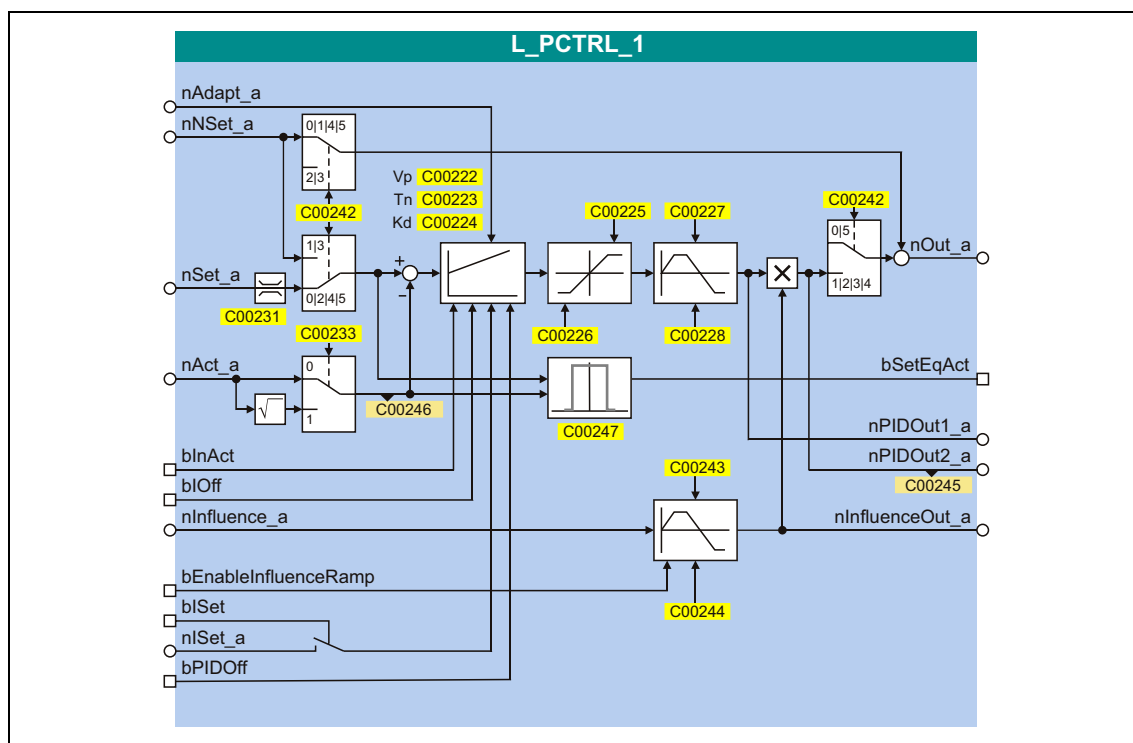 L_PCTRL_1
nAdapt_a
nNSet_a
0|1|4|5
2|3
Vp C00222
Tn C00223
Kd C00224
C00242
C00225
C00227
C00242
0|5
1|2|3|4
nOut_a
1|3
0|2|4|5
+
−
nSet_a
C00231
C00226
C00228
C00233
nAct_a
0
1
√
C00246
C00247
bSetEqAct
nPIDOut1_a
nPIDOut2_a
C00245
bInAct
bIOff
C00243
nInfluence_a
nInfluenceOut_a
bEnableInfluenceRamp
C00244
bISet
nISet_a
bPIDOff